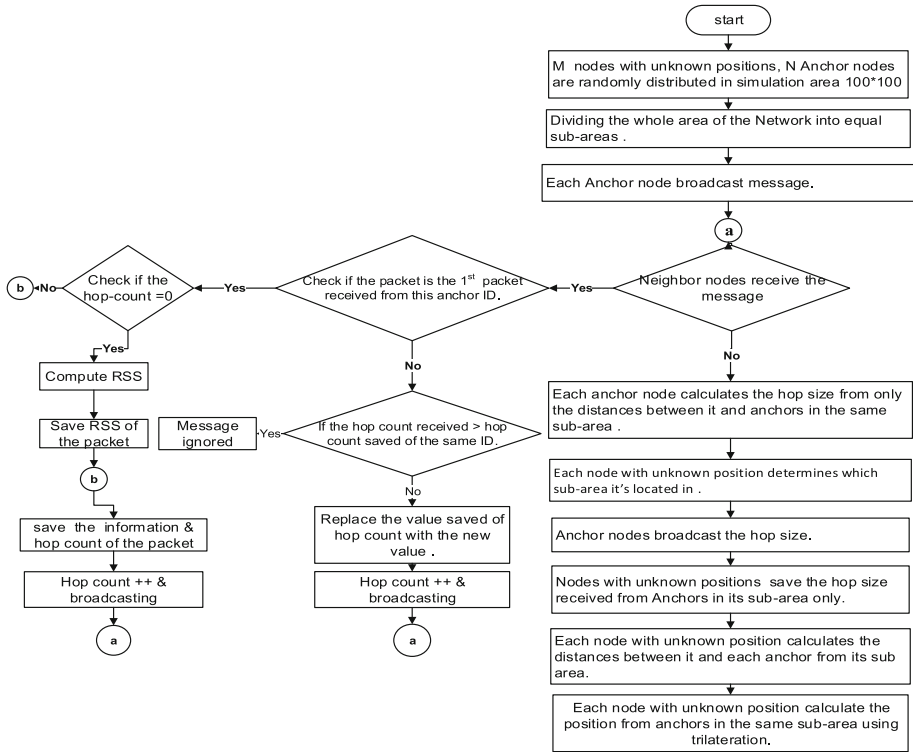 start
M nodes with unknown positions, N Anchor nodes
are randomly distributed in simulation area 100*100
Dividing the whole area of the Network into equal
sub-areas .
Each Anchor node broadcast message.
a
Neighbor nodes receive the
message
Yes
Check if the packet is the 1st packet
received from this anchor ID.
Yes
Check if the
hop-count =0
No
b
Yes
Compute RSS
Save RSS of
the packet
b
save the information &
hop count of the packet
Hop count ++ &
broadcasting
a
No
If the hop count received > hop
count saved of the same ID.
Yes
Message
ignored
No
Replace the value saved of
hop count with the new
value .
Hop count ++ &
broadcasting
a
No
Each anchor node calculates the hop size from only
the distances between it and anchors in the same
sub-area .
Each node with unknown position determines which
sub-area it's located in .
Anchor nodes broadcast the hop size.
Nodes with unknown positions save the hop size
received from Anchors in its sub-area only.
Each node with unknown position calculates the
distances between it and each anchor from its sub
area.
Each node with unknown position calculate the
position from anchors in the same sub-area using
trilateration.